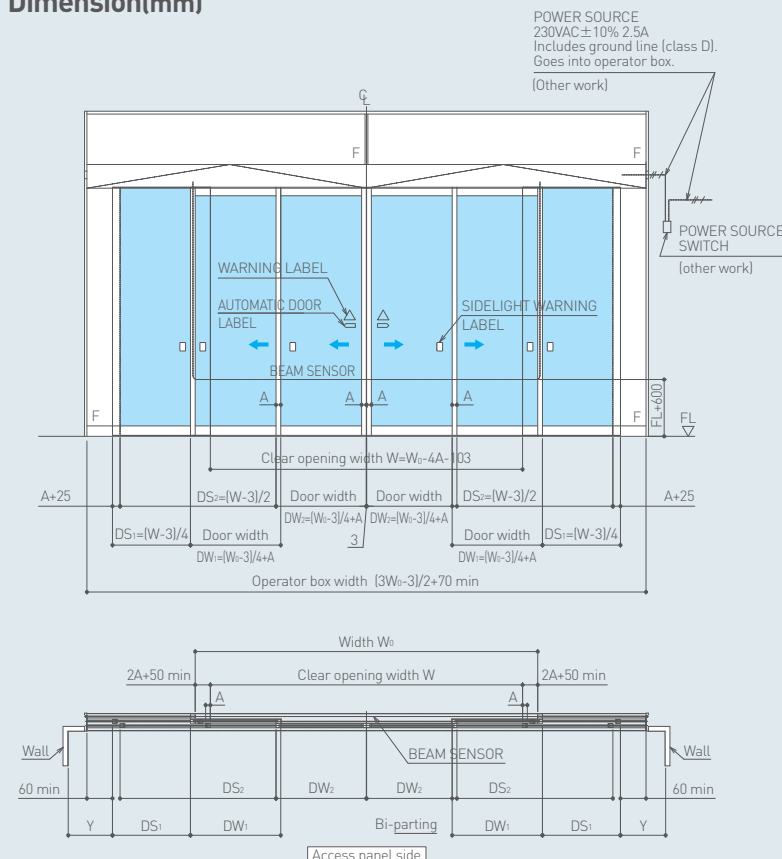 Dimension(mm)
POWER SOURCE
230VAC±10% 2.5A
Includes ground line (class D).
Goes into operator box.
(Other work)
℄
F
F
POWER SOURCE
SWITCH
(other work)
WARNING LABEL
AUTOMATIC DOOR
LABEL
SIDELIGHT WARNING
LABEL
BEAM SENSOR
A
A
A
A
F
F
FL+600
FL
Clear opening width W=W₀-4A-103
A+25
DS₂=(W-3)/2
Door width
Door width
DS₂=(W-3)/2
A+25
DW₂=(W₀-3)/4+A
DW₂=(W₀-3)/4+A
DS₁=(W-3)/4
Door width
3
Door width
DS₁=(W-3)/4
DW₁=(W₀-3)/4+A
DW₁=(W₀-3)/4+A
Operator box width (3W₀-3)/2+70 min
Width W₀
2A+50 min
Clear opening width W
2A+50 min
A
A
Wall
BEAM SENSOR
Wall
60 min
DS₂
DW₂
DW₂
DS₂
60 min
Y
DS₁
DW₁
Bi-parting
DW₁
DS₁
Y
Access panel side